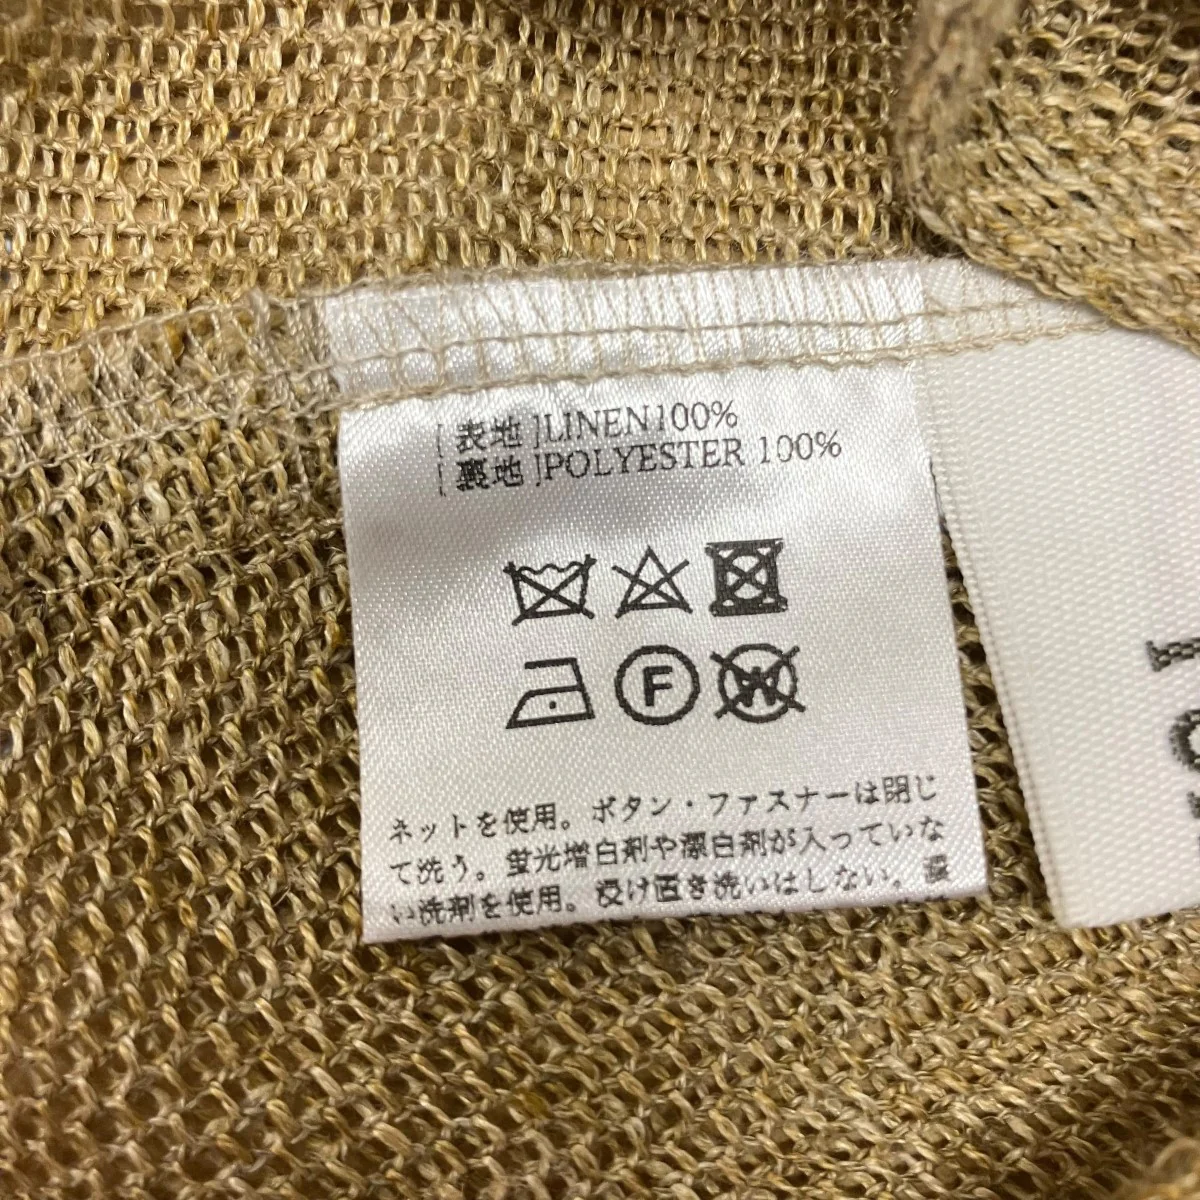 [表地]LINEN100%
[裏地]POLYESTER 100%
F
W
ネットを使用。ボタン・ファスナーは閉じ
て洗う。蛍光増白剤や漂白剤が入っていな
い洗剤を使用。浸け置き洗いはしない。濃